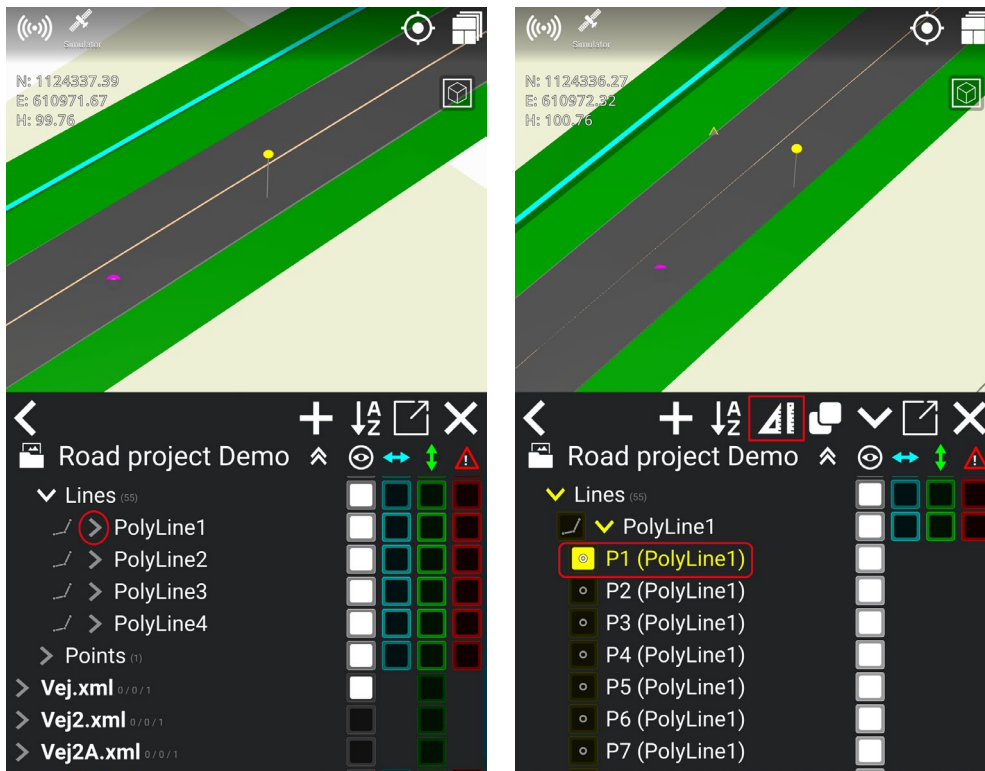 Simulator
N: 1124337.39
E: 610971.67
H: 99.76
A
Z
Road project Demo
Lines (55)
PolyLine1
PolyLine2
PolyLine3
PolyLine4
Points (1)
Vej.xml 0/0/1
Vej2.xml 0/0/1
Vej2A.xml 0/0/1
Simulator
N: 1124336.27
E: 610972.32
H: 100.76
A
Z
Road project Demo
Lines (55)
PolyLine1
P1 (PolyLine1)
P2 (PolyLine1)
P3 (PolyLine1)
P4 (PolyLine1)
P5 (PolyLine1)
P6 (PolyLine1)
P7 (PolyLine1)